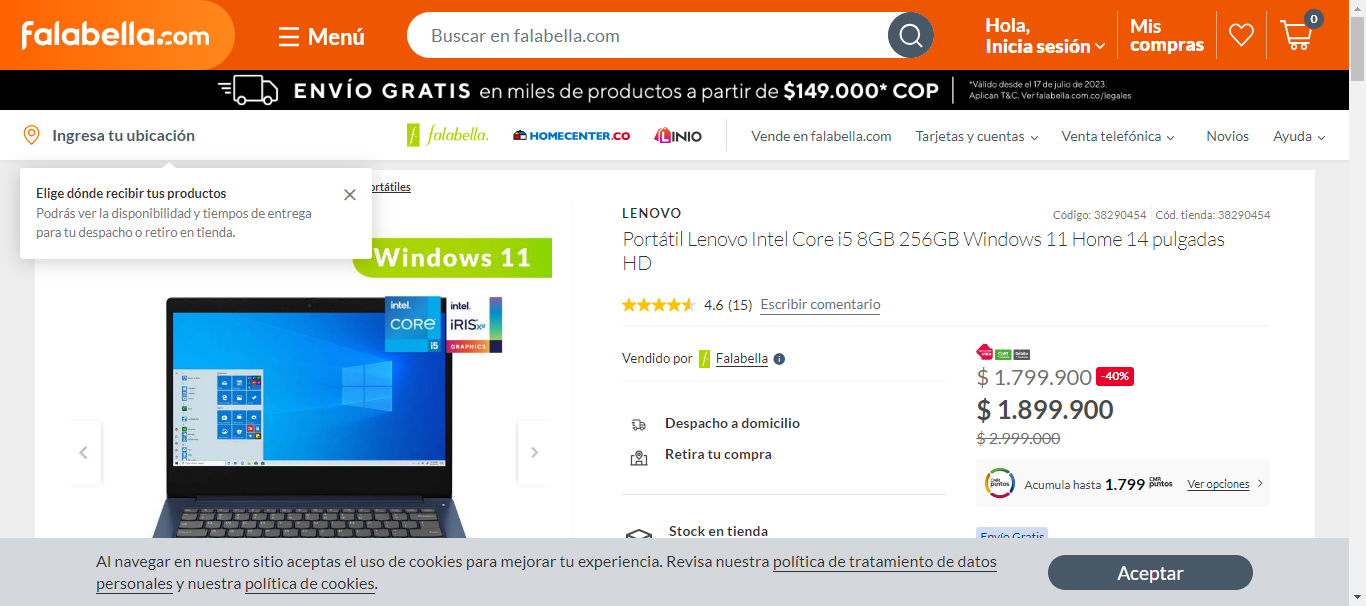 falabella.com
Menú
Buscar en falabella.com
Hola,
Inicia sesión
Mis
compras
0
ENVÍO GRATIS en miles de productos a partir de $149.000* COP
*Válido desde el 17 de julio de 2023.
Aplican T&C. Ver falabella.com.co/legales
Ingresa tu ubicación
falabella.
HOMECENTER.CO
LINIO
Vende en falabella.com
Tarjetas y cuentas
Venta telefónica
Novios
Ayuda
Elige dónde recibir tus productos
Podrás ver la disponibilidad y tiempos de entrega
para tu despacho o retiro en tienda.
ortátiles
Windows 11
intel.
CORE
i5
intel.
iRISxe
GRAPHICS
LENOVO
Código: 38290454
Cód. tienda: 38290454
Portátil Lenovo Intel Core i5 8GB 256GB Windows 11 Home 14 pulgadas
HD
4.6 (15)
Escribir comentario
Vendido por
Falabella
$ 1.799.900
-40%
$ 1.899.900
$ 2.999.000
Despacho a domicilio
Retira tu compra
CMR
puntos
Acumula hasta 1.799 CMR puntos
Ver opciones
Stock en tienda
Envío Gratis
Al navegar en nuestro sitio aceptas el uso de cookies para mejorar tu experiencia. Revisa nuestra política de tratamiento de datos
personales y nuestra política de cookies.
Aceptar